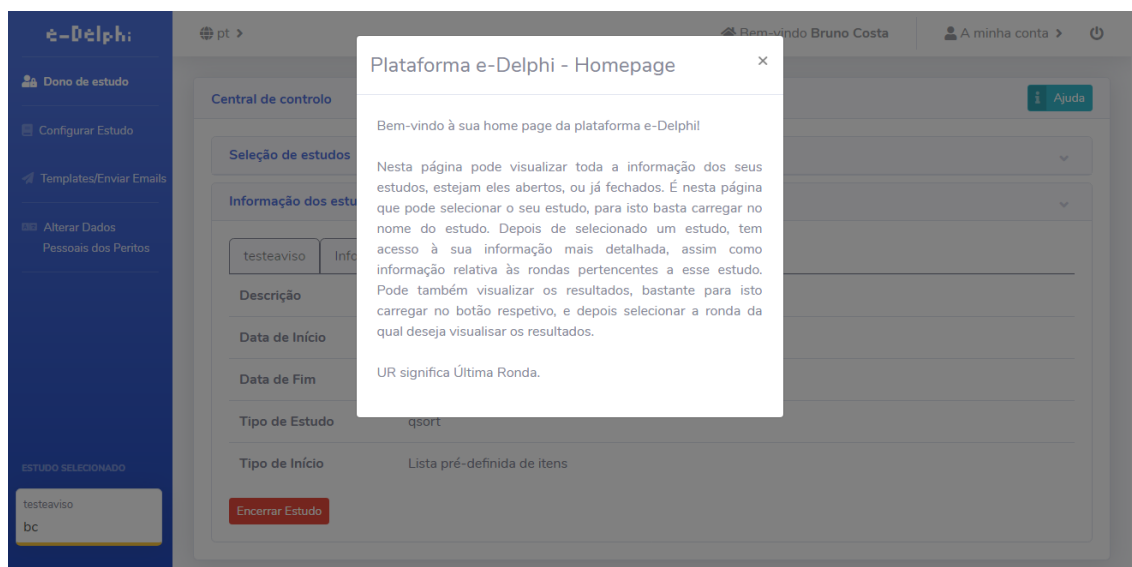 e-Delphi
pt >
Bem-vindo Bruno Costa
A minha conta >
Dono de estudo
Configurar Estudo
Templates/Enviar Emails
Alterar Dados
Pessoais dos Peritos
ESTUDO SELECIONADO
testeaviso
bc
Central de controlo
i Ajuda
Seleção de estudos
Informação dos estu
testeaviso
Info
Descrição
Data de Início
Data de Fim
Tipo de Estudo
qsort
Tipo de Início
Lista pré-definida de itens
Encerrar Estudo
Plataforma e-Delphi - Homepage
×
Bem-vindo à sua home page da plataforma e-Delphi!
Nesta página pode visualizar toda a informação dos seus
estudos, estejam eles abertos, ou já fechados. É nesta página
que pode selecionar o seu estudo, para isto basta carregar no
nome do estudo. Depois de selecionado um estudo, tem
acesso à sua informação mais detalhada, assim como
informação relativa às rondas pertencentes a esse estudo.
Pode também visualizar os resultados, bastante para isto
carregar no botão respetivo, e depois selecionar a ronda da
qual deseja visualisar os resultados.
UR significa Última Ronda.